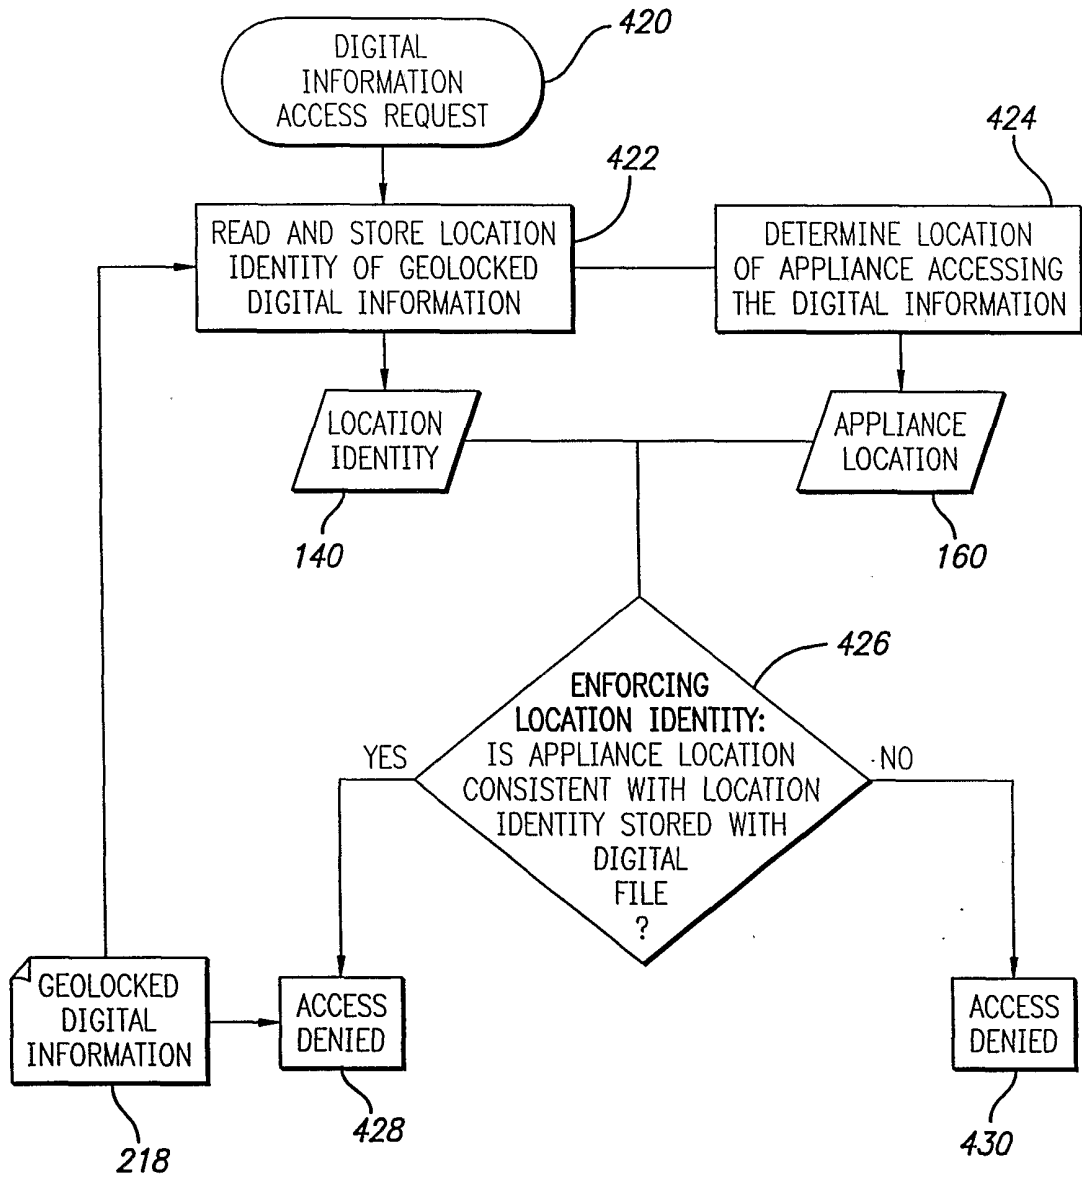 DIGITAL
INFORMATION
ACCESS REQUEST
420
422
424
READ AND STORE LOCATION
IDENTITY OF GEOLOCKED
DIGITAL INFORMATION
DETERMINE LOCATION
OF APPLIANCE ACCESSING
THE DIGITAL INFORMATION
LOCATION
IDENTITY
140
APPLIANCE
LOCATION
160
426
ENFORCING
LOCATION IDENTITY:
IS APPLIANCE LOCATION
CONSISTENT WITH LOCATION
IDENTITY STORED WITH
DIGITAL
FILE
?
YES
NO
GEOLOCKED
DIGITAL
INFORMATION
218
ACCESS
DENIED
428
ACCESS
DENIED
430